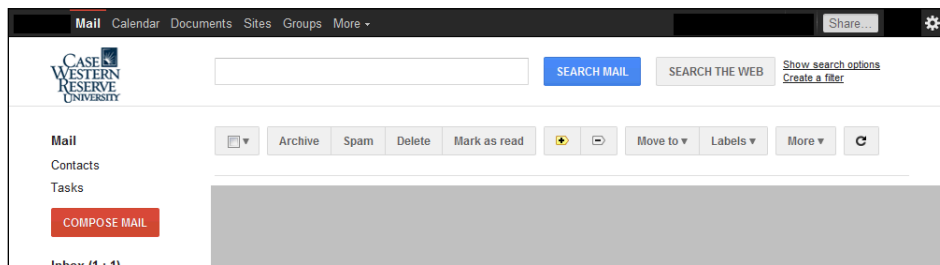 Mail Calendar Documents Sites Groups More
Share...
CASE
WESTERN
RESERVE
UNIVERSITY
SEARCH MAIL SEARCH THE WEB
Show search options
Create a filter
Mail
Contacts
Tasks
COMPOSE MAIL
Archive Spam Delete Mark as read Move to Labels More